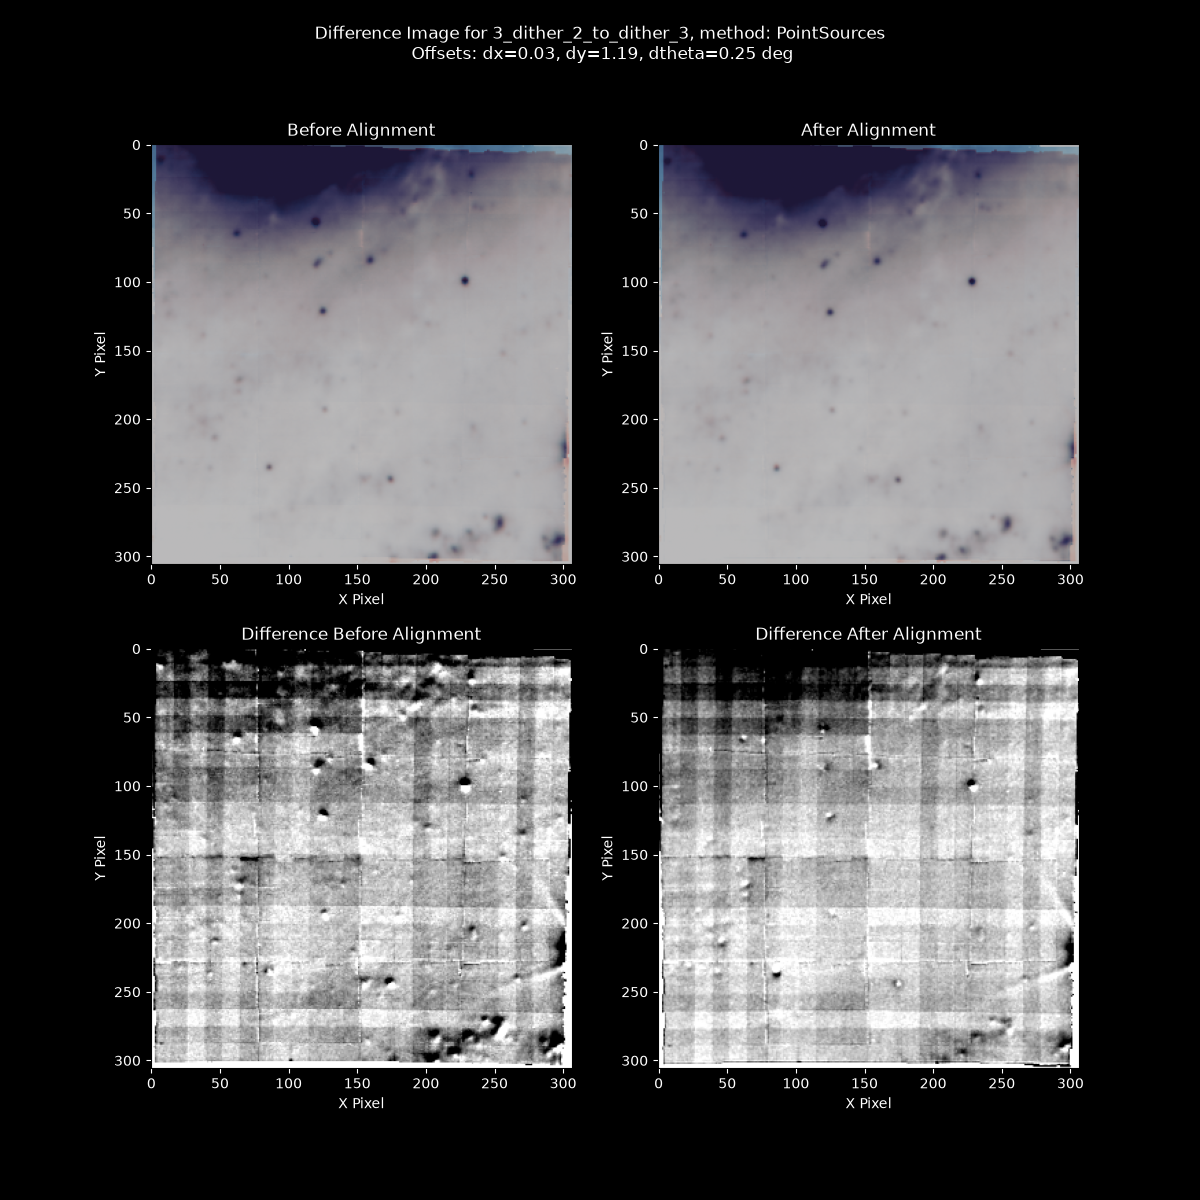 Difference Image for 3_dither_2_to_dither_3, method: PointSources
Offsets: dx=0.03, dy=1.19, dtheta=0.25 deg
Before Alignment
After Alignment
0
50
100
150
200
250
300
Y Pixel
0 50 100 150 200 250 300
X Pixel
0
50
100
150
200
250
300
Y Pixel
0 50 100 150 200 250 300
X Pixel
Difference Before Alignment
Difference After Alignment
0
50
100
150
200
250
300
Y Pixel
0 50 100 150 200 250 300
X Pixel
0
50
100
150
200
250
300
Y Pixel
0 50 100 150 200 250 300
X Pixel